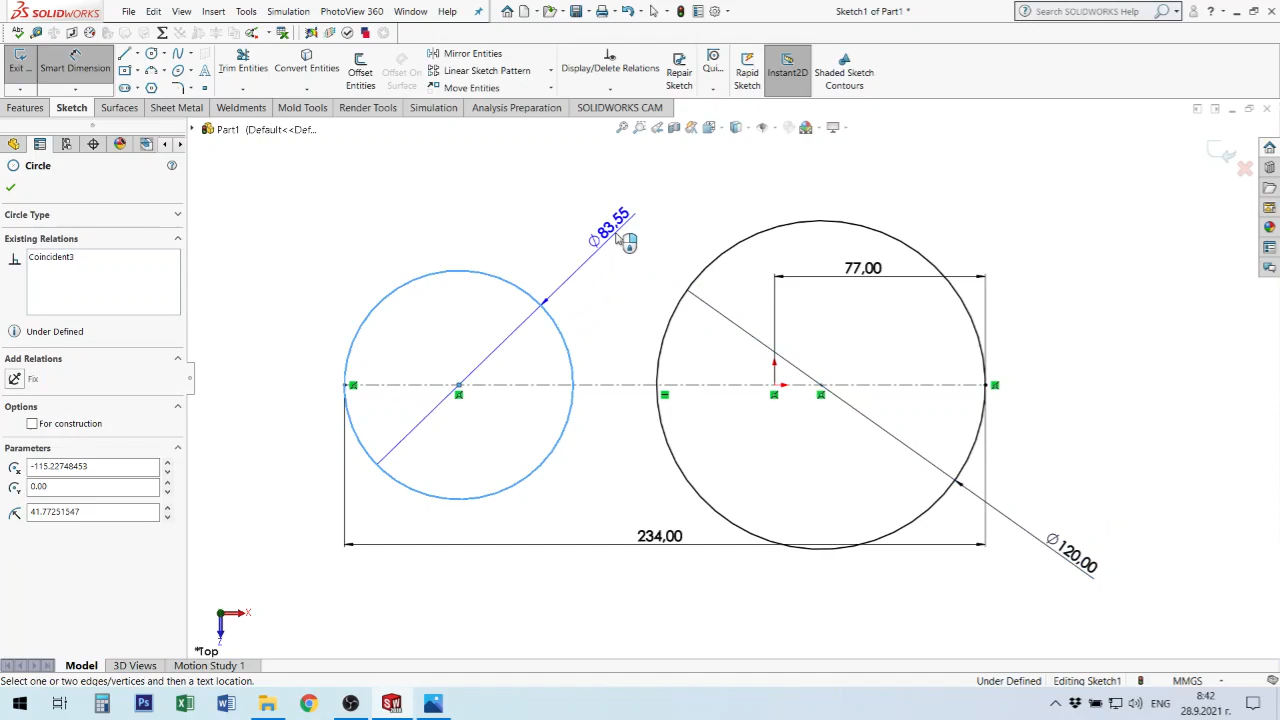 SOLIDWORKS File Edit View Insert Tools Simulation PhotoView 360 Window Help Sketch1 of Part1 * Search SOLIDWORKS Help
Exit ... Smart Dimension Trim Entities Convert Entities Offset Entities Offset On Surface Mirror Entities Linear Sketch Pattern Move Entities Display/Delete Relations Repair Sketch Qui... Rapid Sketch Instant2D Shaded Sketch Contours
Features Sketch Surfaces Sheet Metal Weldments Mold Tools Render Tools Simulation Analysis Preparation SOLIDWORKS CAM
Part1 (Default<<Def...
Circle
Circle Type
Existing Relations
Coincident3
Under Defined
Add Relations
Fix
Options
For construction
Parameters
-115.22748453
0.00
41.77251547
∅83,55
77,00
234,00
∅120,00
X
Z
*Top
Model 3D Views Motion Study 1
Select one or two edges/vertices and then a text location. Under Defined Editing Sketch1 MMGS
ENG
8:42
28.9.2021 г.